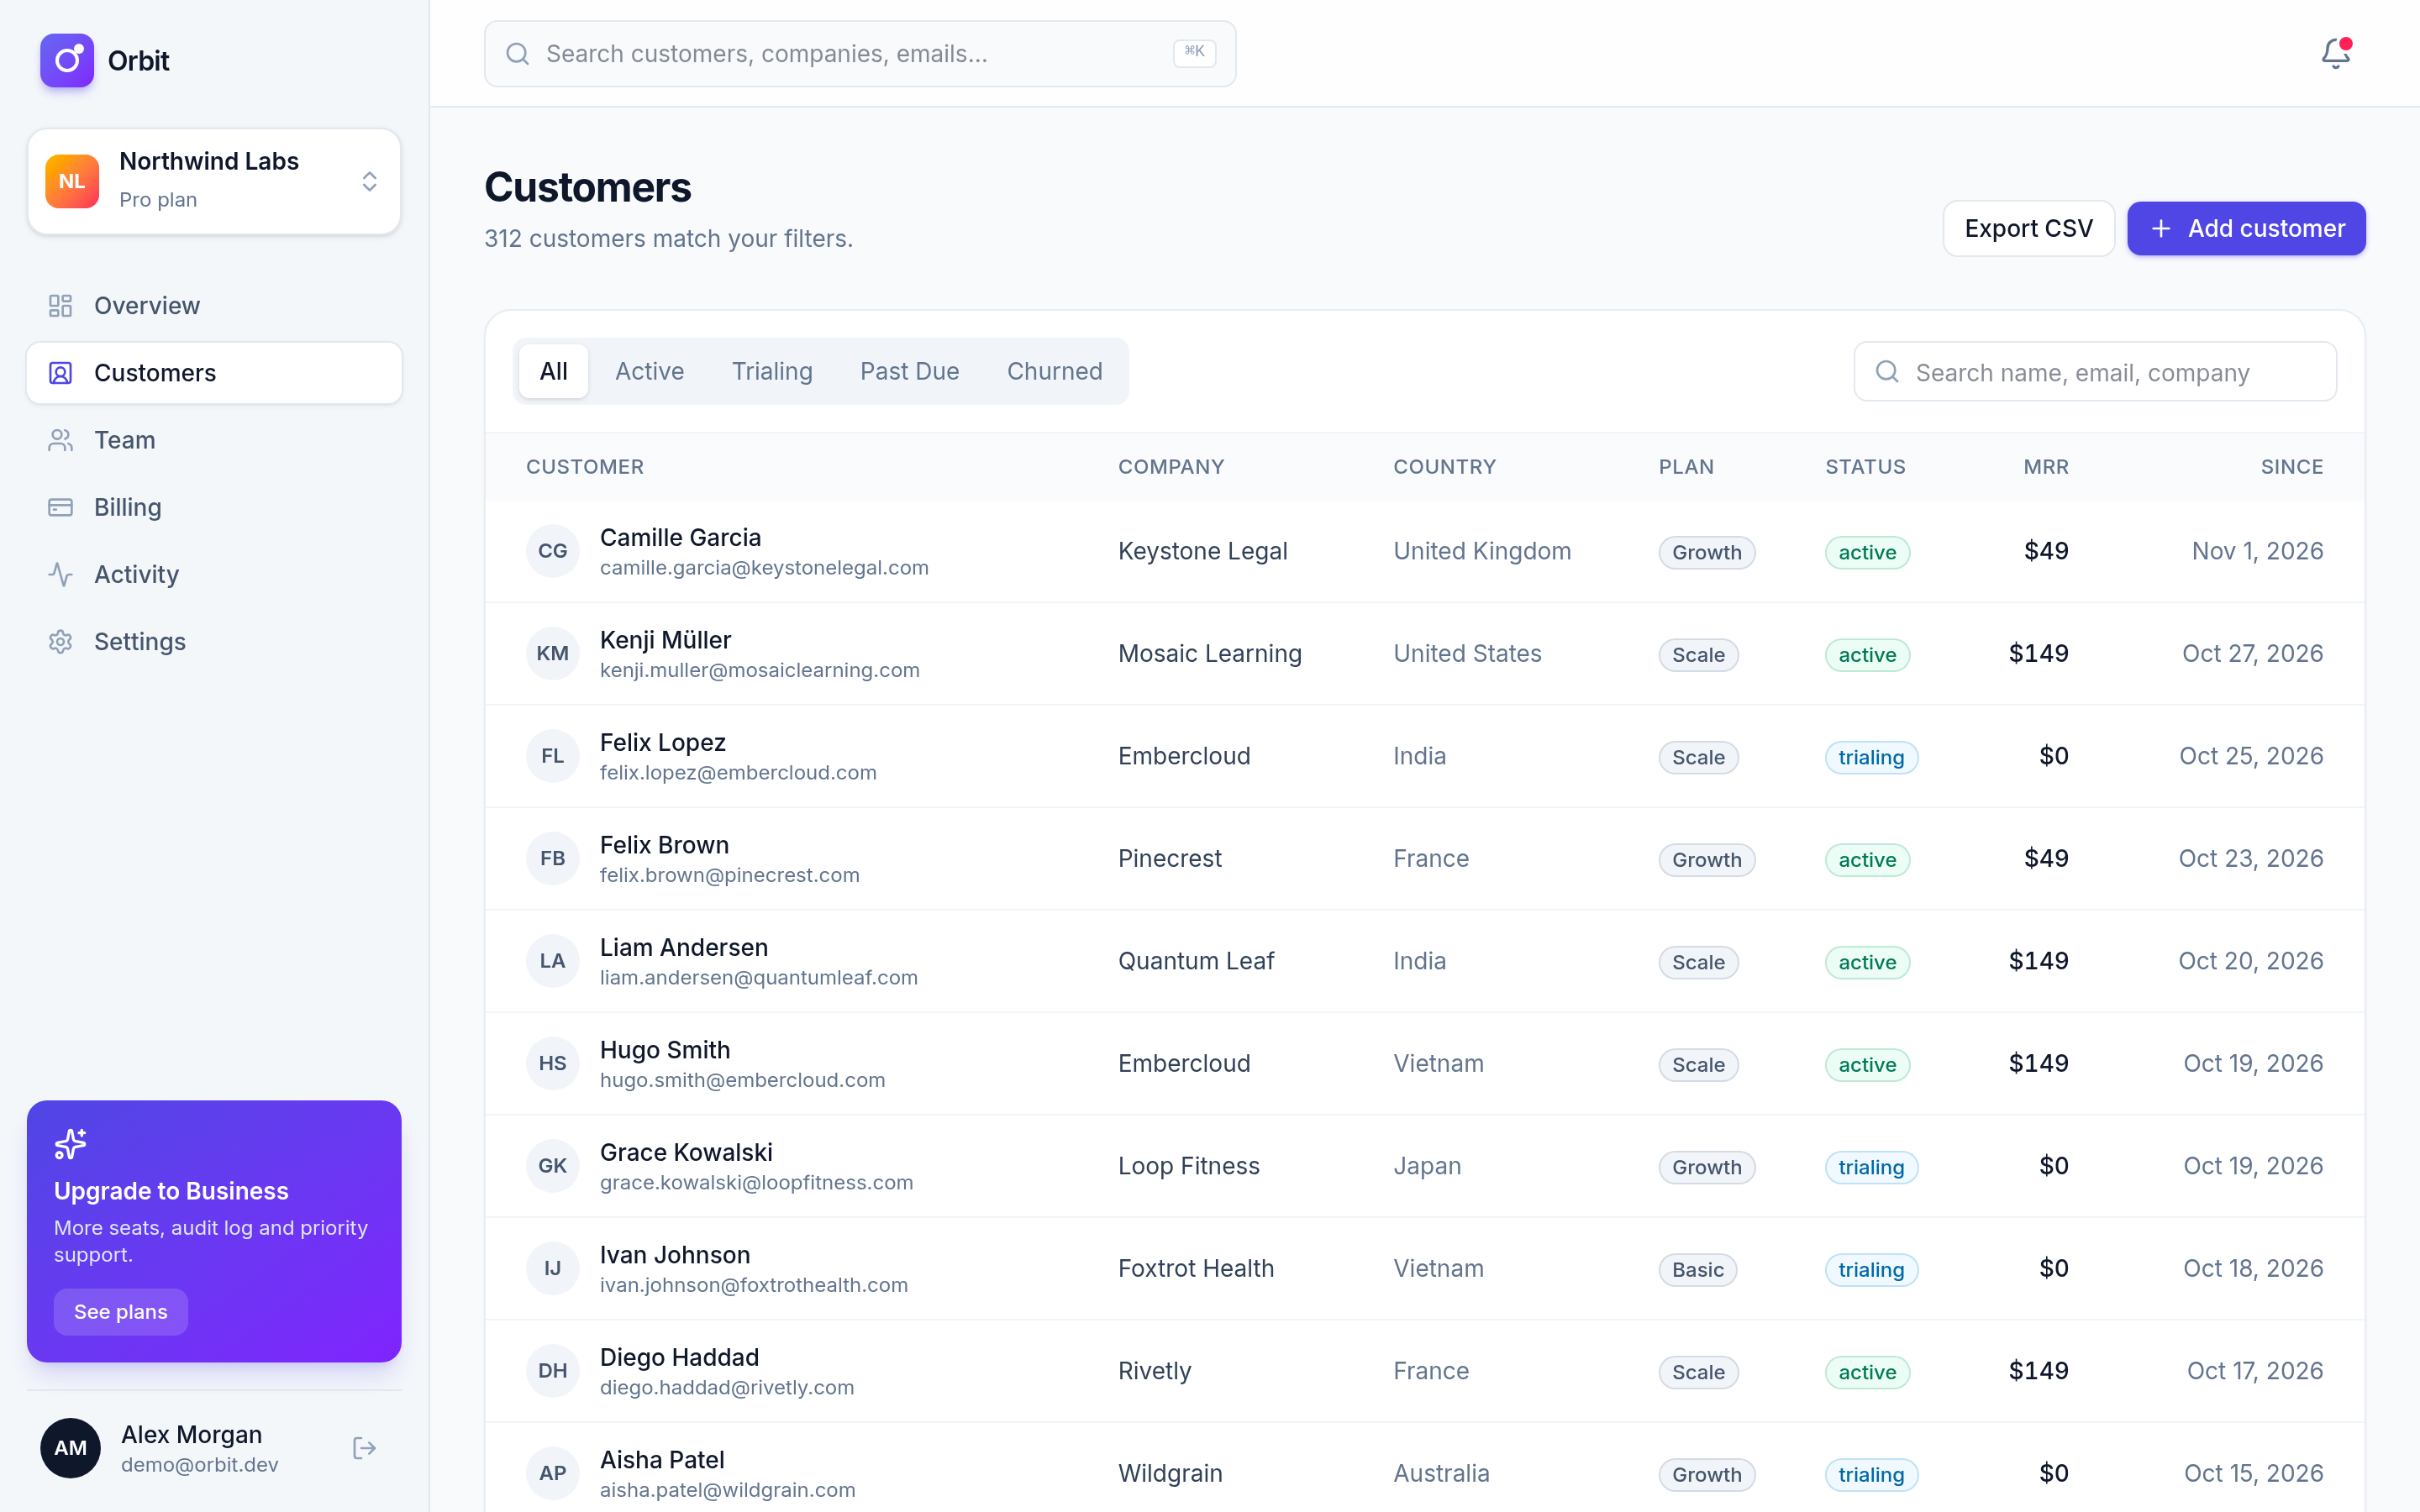 Orbit
NL
Northwind Labs
Pro plan
Overview
Customers
Team
Billing
Activity
Settings
Upgrade to Business
More seats, audit log and priority
support.
See plans
AM
Alex Morgan
demo@orbit.dev
Search customers, companies, emails...
⌘K
Customers
312 customers match your filters.
Export CSV
Add customer
All Active Trialing Past Due Churned
Search name, email, company
CUSTOMER COMPANY COUNTRY PLAN STATUS MRR SINCE
CG Camille Garcia Keystone Legal United Kingdom Growth active $49 Nov 1, 2026
camille.garcia@keystonelegal.com
KM Kenji Müller Mosaic Learning United States Scale active $149 Oct 27, 2026
kenji.muller@mosaiclearning.com
FL Felix Lopez Embercloud India Scale trialing $0 Oct 25, 2026
felix.lopez@embercloud.com
FB Felix Brown Pinecrest France Growth active $49 Oct 23, 2026
felix.brown@pinecrest.com
LA Liam Andersen Quantum Leaf India Scale active $149 Oct 20, 2026
liam.andersen@quantumleaf.com
HS Hugo Smith Embercloud Vietnam Scale active $149 Oct 19, 2026
hugo.smith@embercloud.com
GK Grace Kowalski Loop Fitness Japan Growth trialing $0 Oct 19, 2026
grace.kowalski@loopfitness.com
IJ Ivan Johnson Foxtrot Health Vietnam Basic trialing $0 Oct 18, 2026
ivan.johnson@foxtrothealth.com
DH Diego Haddad Rivetly France Scale active $149 Oct 17, 2026
diego.haddad@rivetly.com
AP Aisha Patel Wildgrain Australia Growth trialing $0 Oct 15, 2026
aisha.patel@wildgrain.com